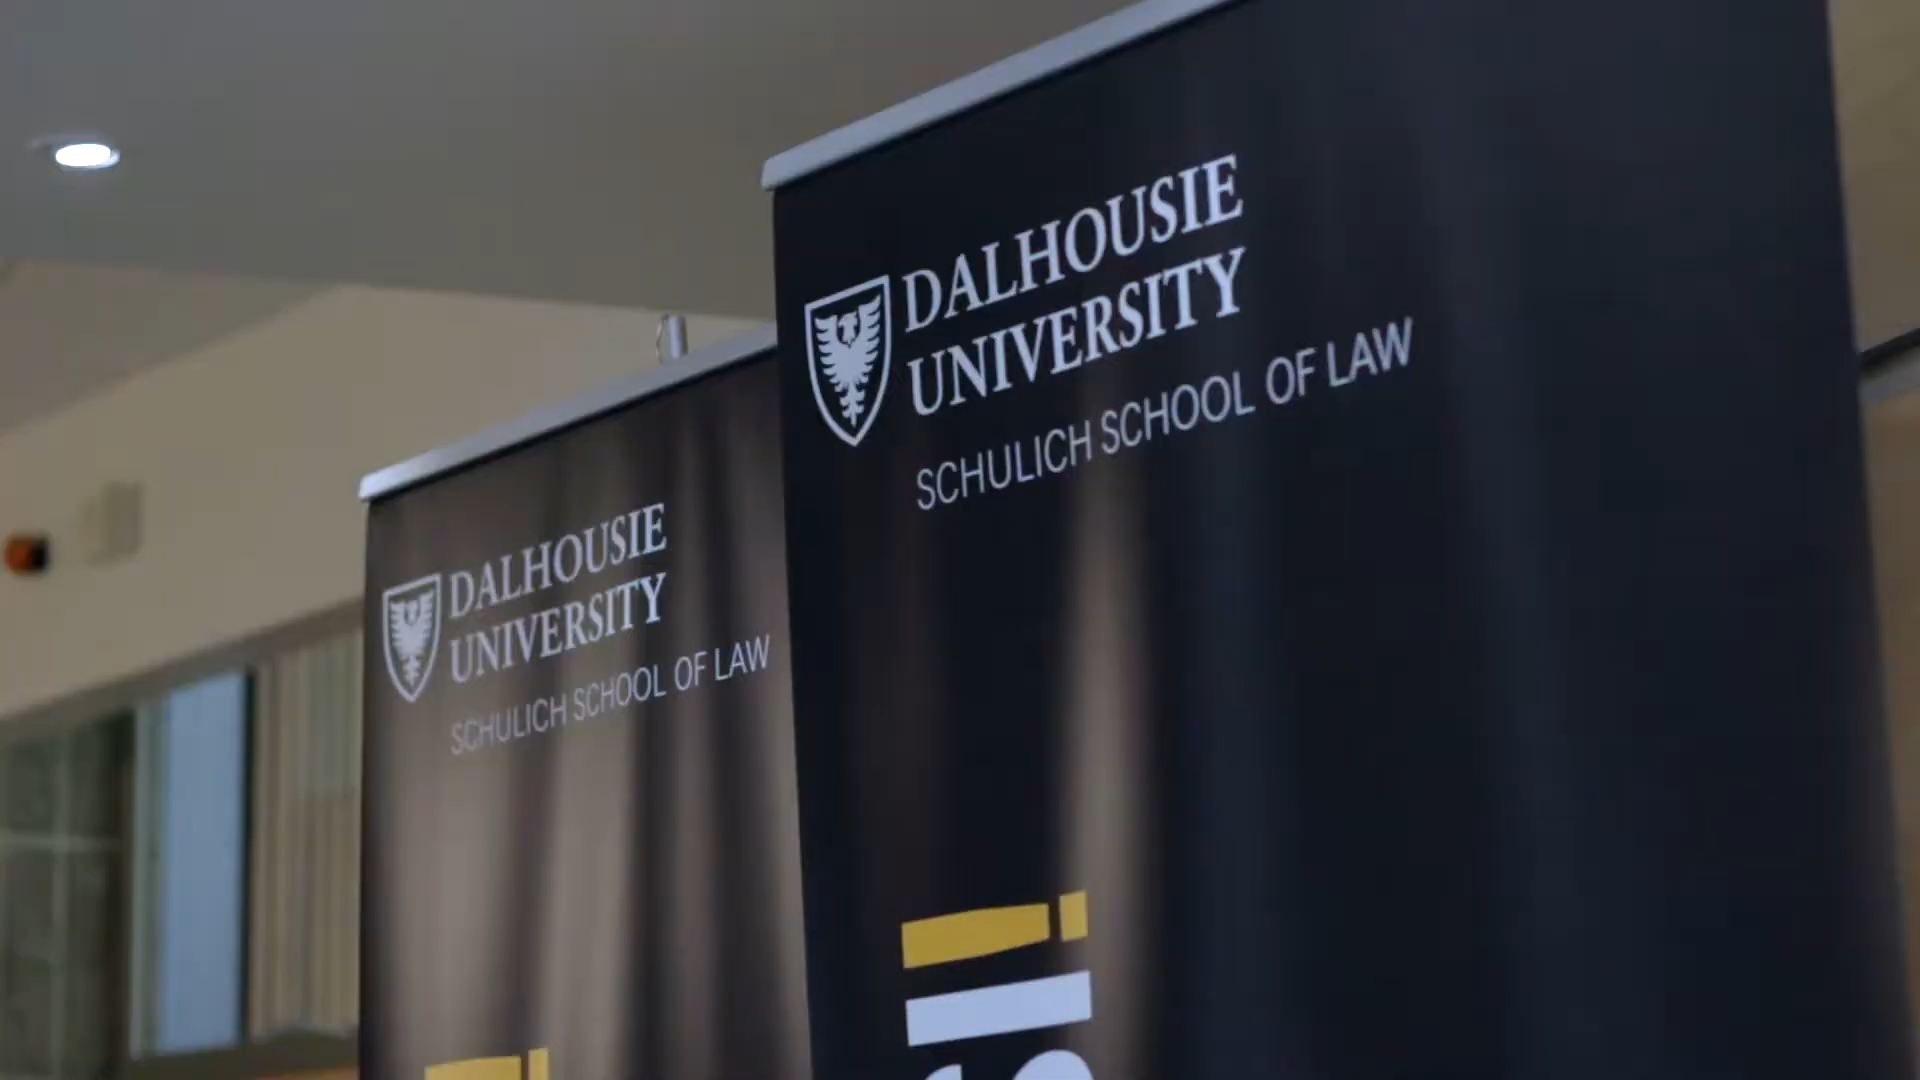 DALHOUSIE
UNIVERSITY
SCHULICH SCHOOL OF LAW
DALHOUSIE
UNIVERSITY
SCHULICH SCHOOL OF LAW